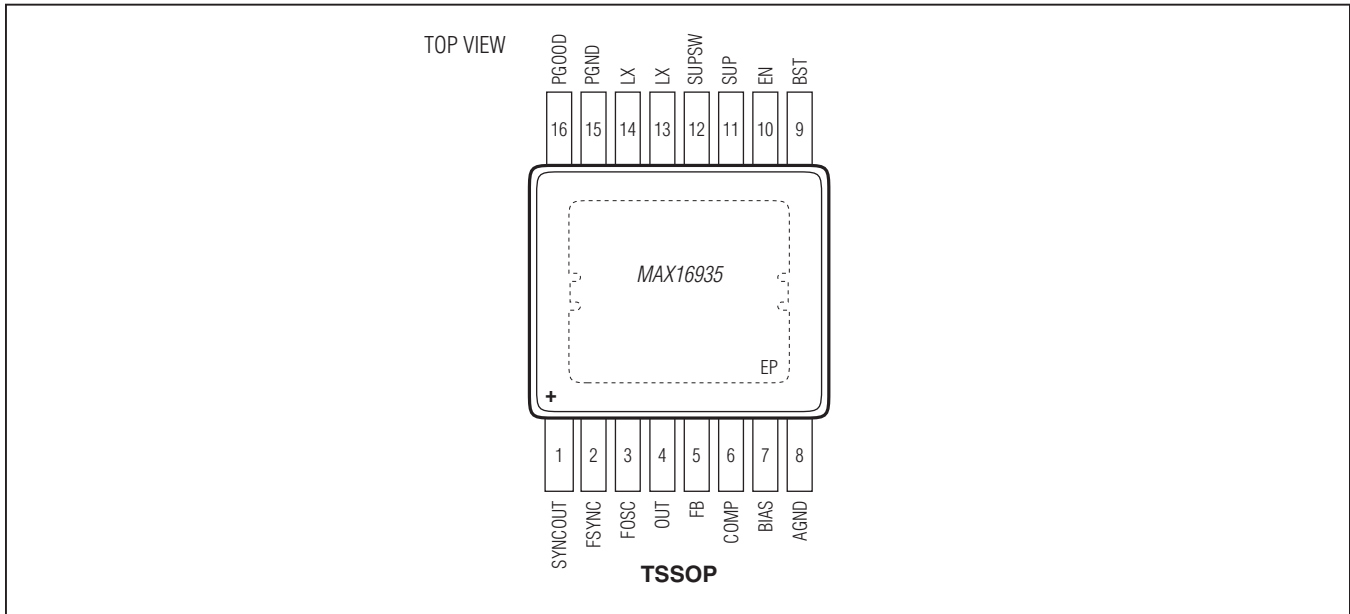 TOP VIEW
PGOOD
PGND
LX
LX
SUPSW
SUP
EN
BST
16
15
14
13
12
11
10
9
MAX16935
EP
+
1
2
3
4
5
6
7
8
SYNCOUT
FSYNC
FOSC
OUT
FB
COMP
BIAS
AGND
TSSOP